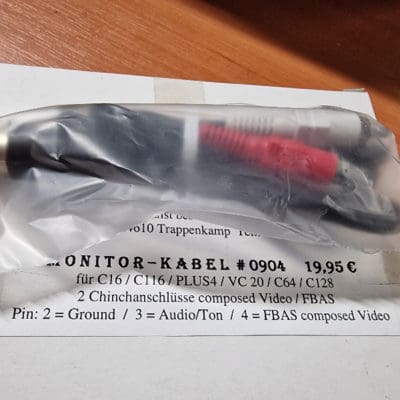 Trappenkamp
MONITOR-KABEL #0904 19,95 €
für C16 / C116 / PLUS4 / VC 20 / C64 / C128
2 Chinchanschlüsse composed Video / FBAS
Pin: 2 = Ground / 3 = Audio/Ton / 4 = FBAS composed Video